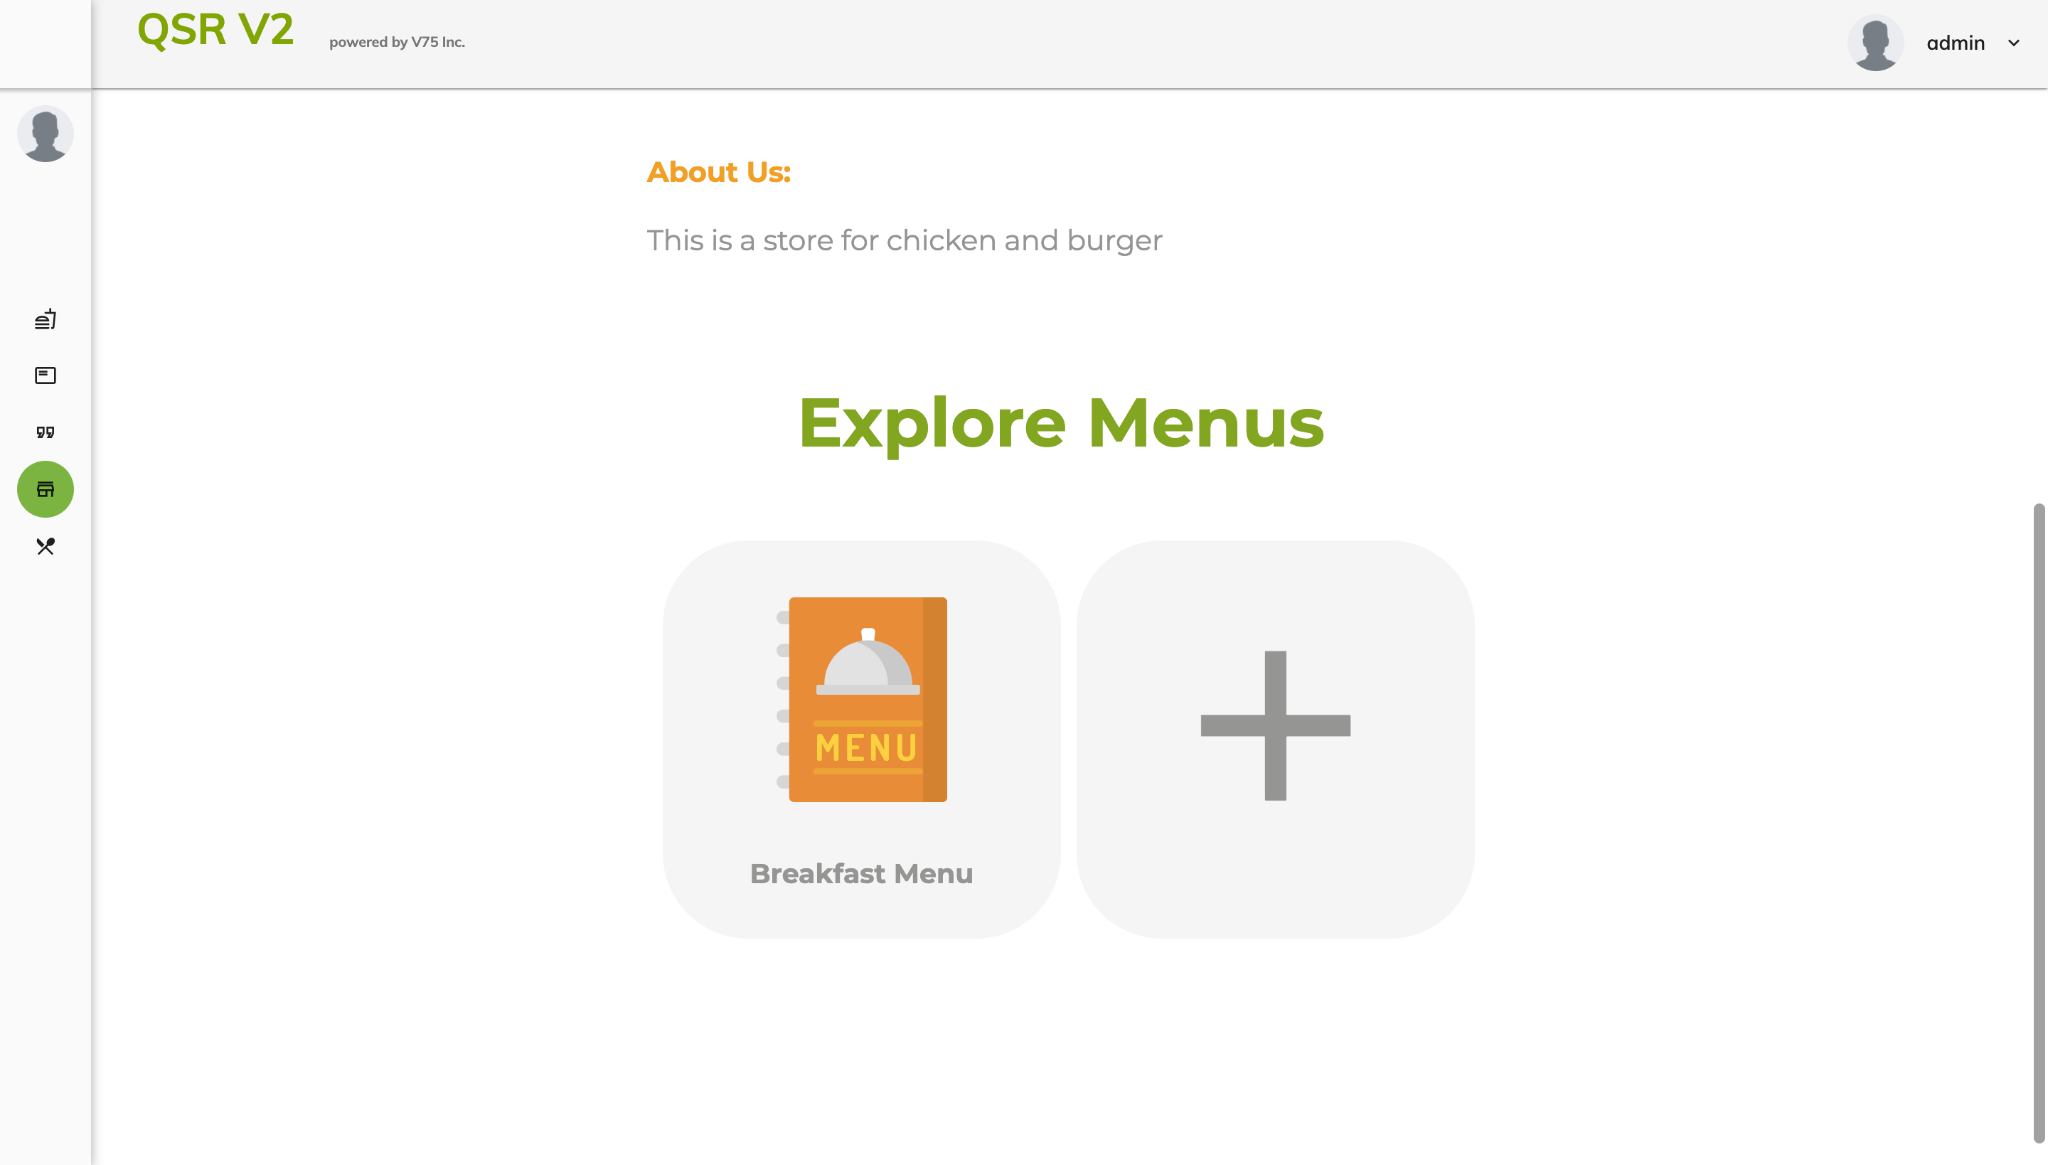 QSR V2
powered by V75 Inc.
admin
About Us:
This is a store for chicken and burger
Explore Menus
MENU
Breakfast Menu